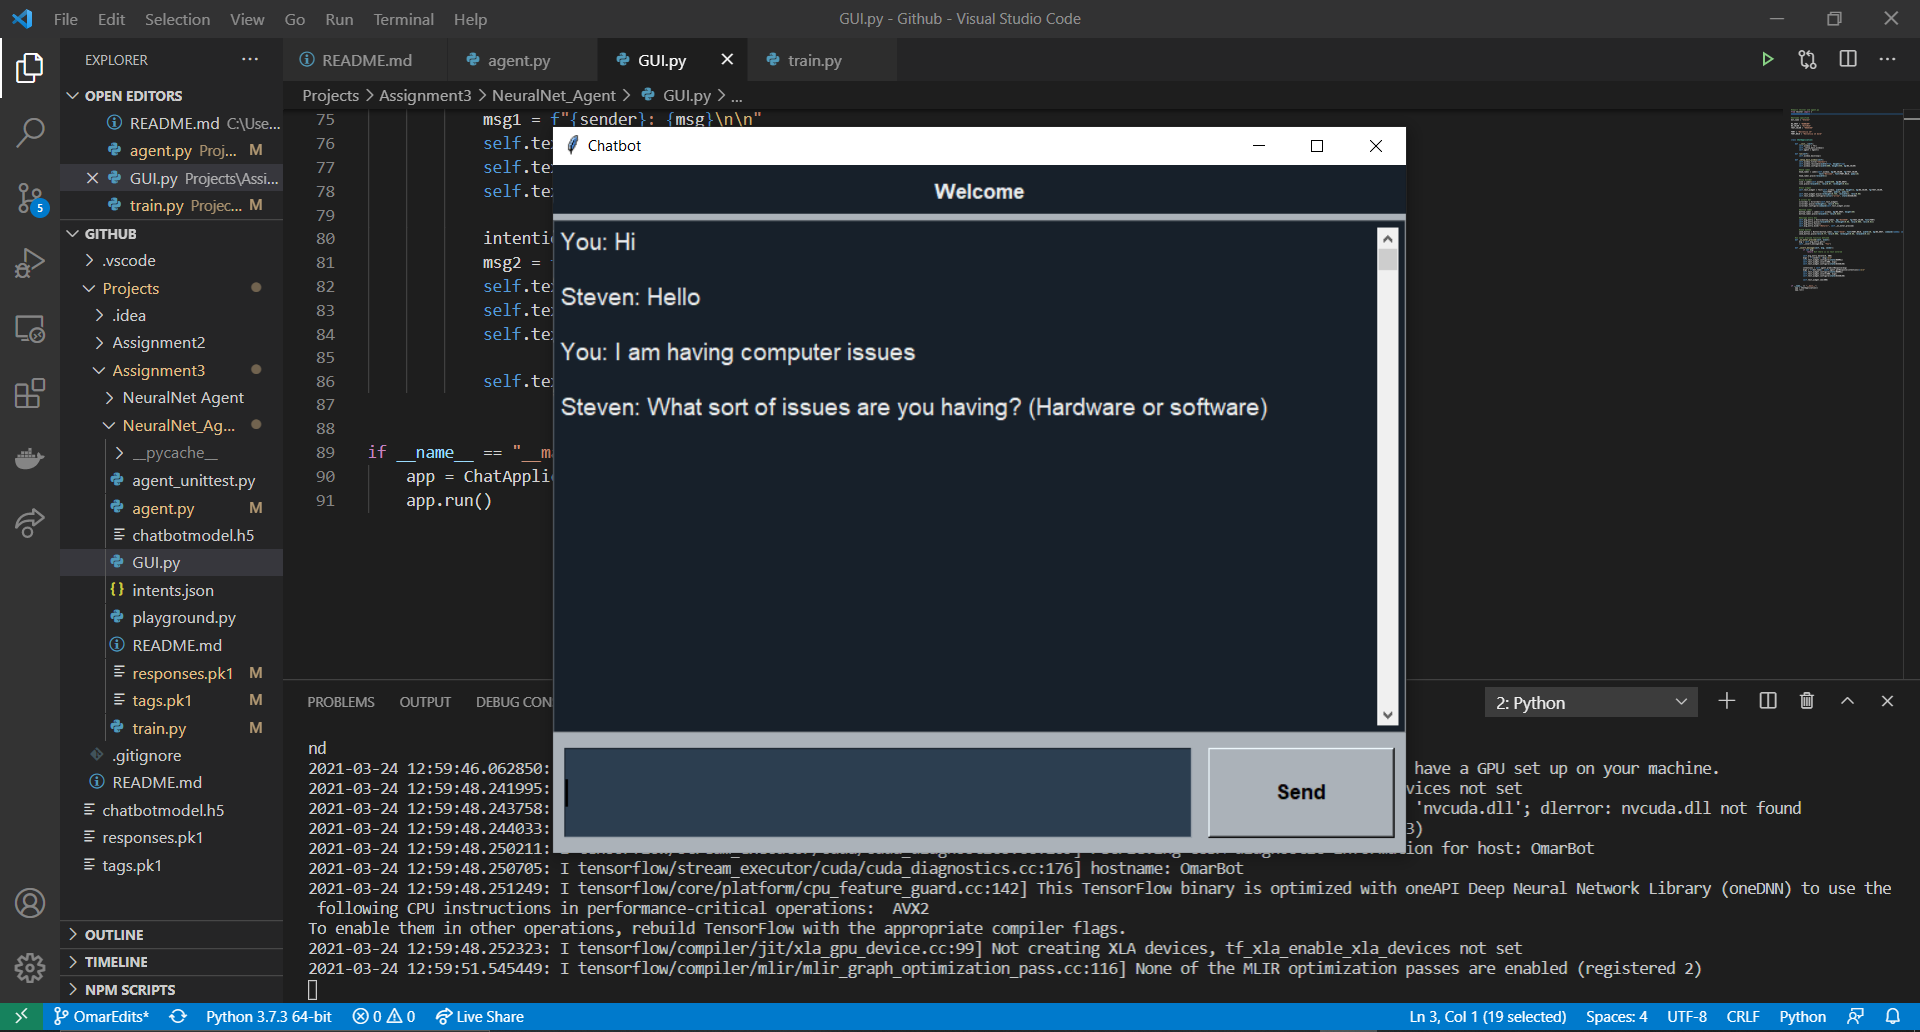 File Edit Selection View Go Run Terminal Help
GUI.py - Github - Visual Studio Code
EXPLORER
OPEN EDITORS
README.md C:\Use...
agent.py Proj... M
GUI.py Projects\Assi...
train.py Projec... M
GITHUB
.vscode
Projects
.idea
Assignment2
Assignment3
NeuralNet Agent
NeuralNet_Ag...
__pycache__
agent_unittest.py
agent.py M
chatbotmodel.h5
GUI.py
intents.json
playground.py
README.md
responses.pk1 M
tags.pk1 M
train.py M
.gitignore
README.md
chatbotmodel.h5
responses.pk1
tags.pk1
OUTLINE
TIMELINE
NPM SCRIPTS
5
README.md agent.py GUI.py train.py
Projects > Assignment3 > NeuralNet_Agent > GUI.py > ...
75 msg1 = f"{sender}: {msg}\n\n"
76 self.te
77 self.te
78 self.te
79
80 intenti
81 msg2 =
82 self.te
83 self.te
84 self.te
85
86 self.te
87
88
89 if __name__ == "__m
90 app = ChatAppli
91 app.run()
Chatbot
Welcome
You: Hi
Steven: Hello
You: I am having computer issues
Steven: What sort of issues are you having? (Hardware or software)
Send
PROBLEMS OUTPUT DEBUG CON
2: Python
nd
2021-03-24 12:59:46.062850: have a GPU set up on your machine.
2021-03-24 12:59:48.241995: vices not set
2021-03-24 12:59:48.243758: 'nvcuda.dll'; dlerror: nvcuda.dll not found
2021-03-24 12:59:48.244033: 3)
2021-03-24 12:59:48.250211: ion for host: OmarBot
2021-03-24 12:59:48.250705: I tensorflow/stream_executor/cuda/cuda_diagnostics.cc:176] hostname: OmarBot
2021-03-24 12:59:48.251249: I tensorflow/core/platform/cpu_feature_guard.cc:142] This TensorFlow binary is optimized with oneAPI Deep Neural Network Library (oneDNN) to use the
following CPU instructions in performance-critical operations: AVX2
To enable them in other operations, rebuild TensorFlow with the appropriate compiler flags.
2021-03-24 12:59:48.252323: I tensorflow/compiler/jit/xla_gpu_device.cc:99] Not creating XLA devices, tf_xla_enable_xla_devices not set
2021-03-24 12:59:51.545449: I tensorflow/compiler/mlir/mlir_graph_optimization_pass.cc:116] None of the MLIR optimization passes are enabled (registered 2)
OmarEdits* Python 3.7.3 64-bit 0 0 Live Share
Ln 3, Col 1 (19 selected) Spaces: 4 UTF-8 CRLF Python